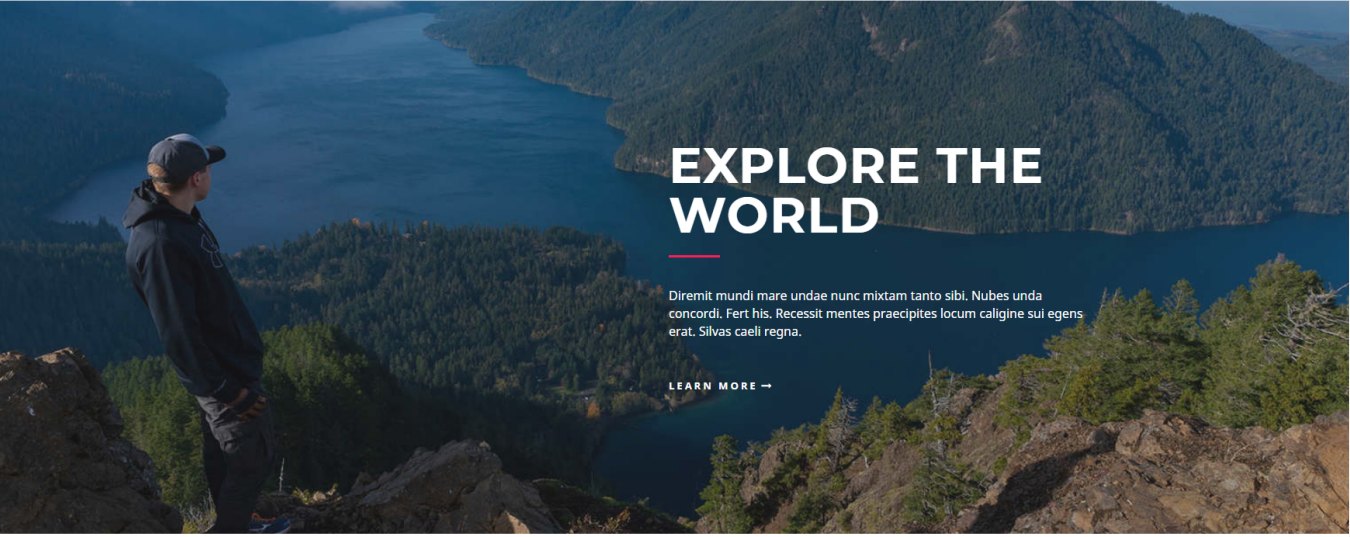 EXPLORE THE
WORLD
Diremit mundi mare undae nunc mixtam tanto sibi. Nubes unda
concordi. Fert his. Recessit mentes praecipites locum caligine sui egens
erat. Silvas caeli regna.
LEARN MORE →